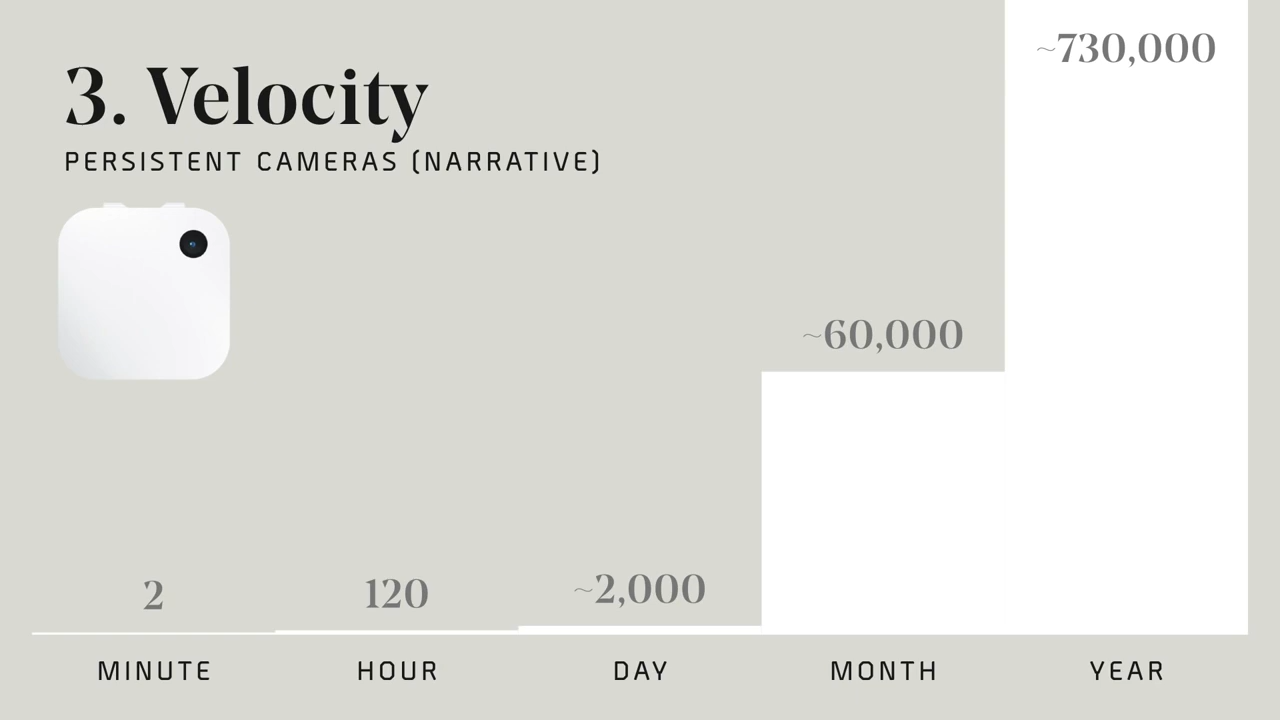 3. Velocity
PERSISTENT CAMERAS (NARRATIVE)
~730,000
~60,000
2
120
~2,000
MINUTE
HOUR
DAY
MONTH
YEAR